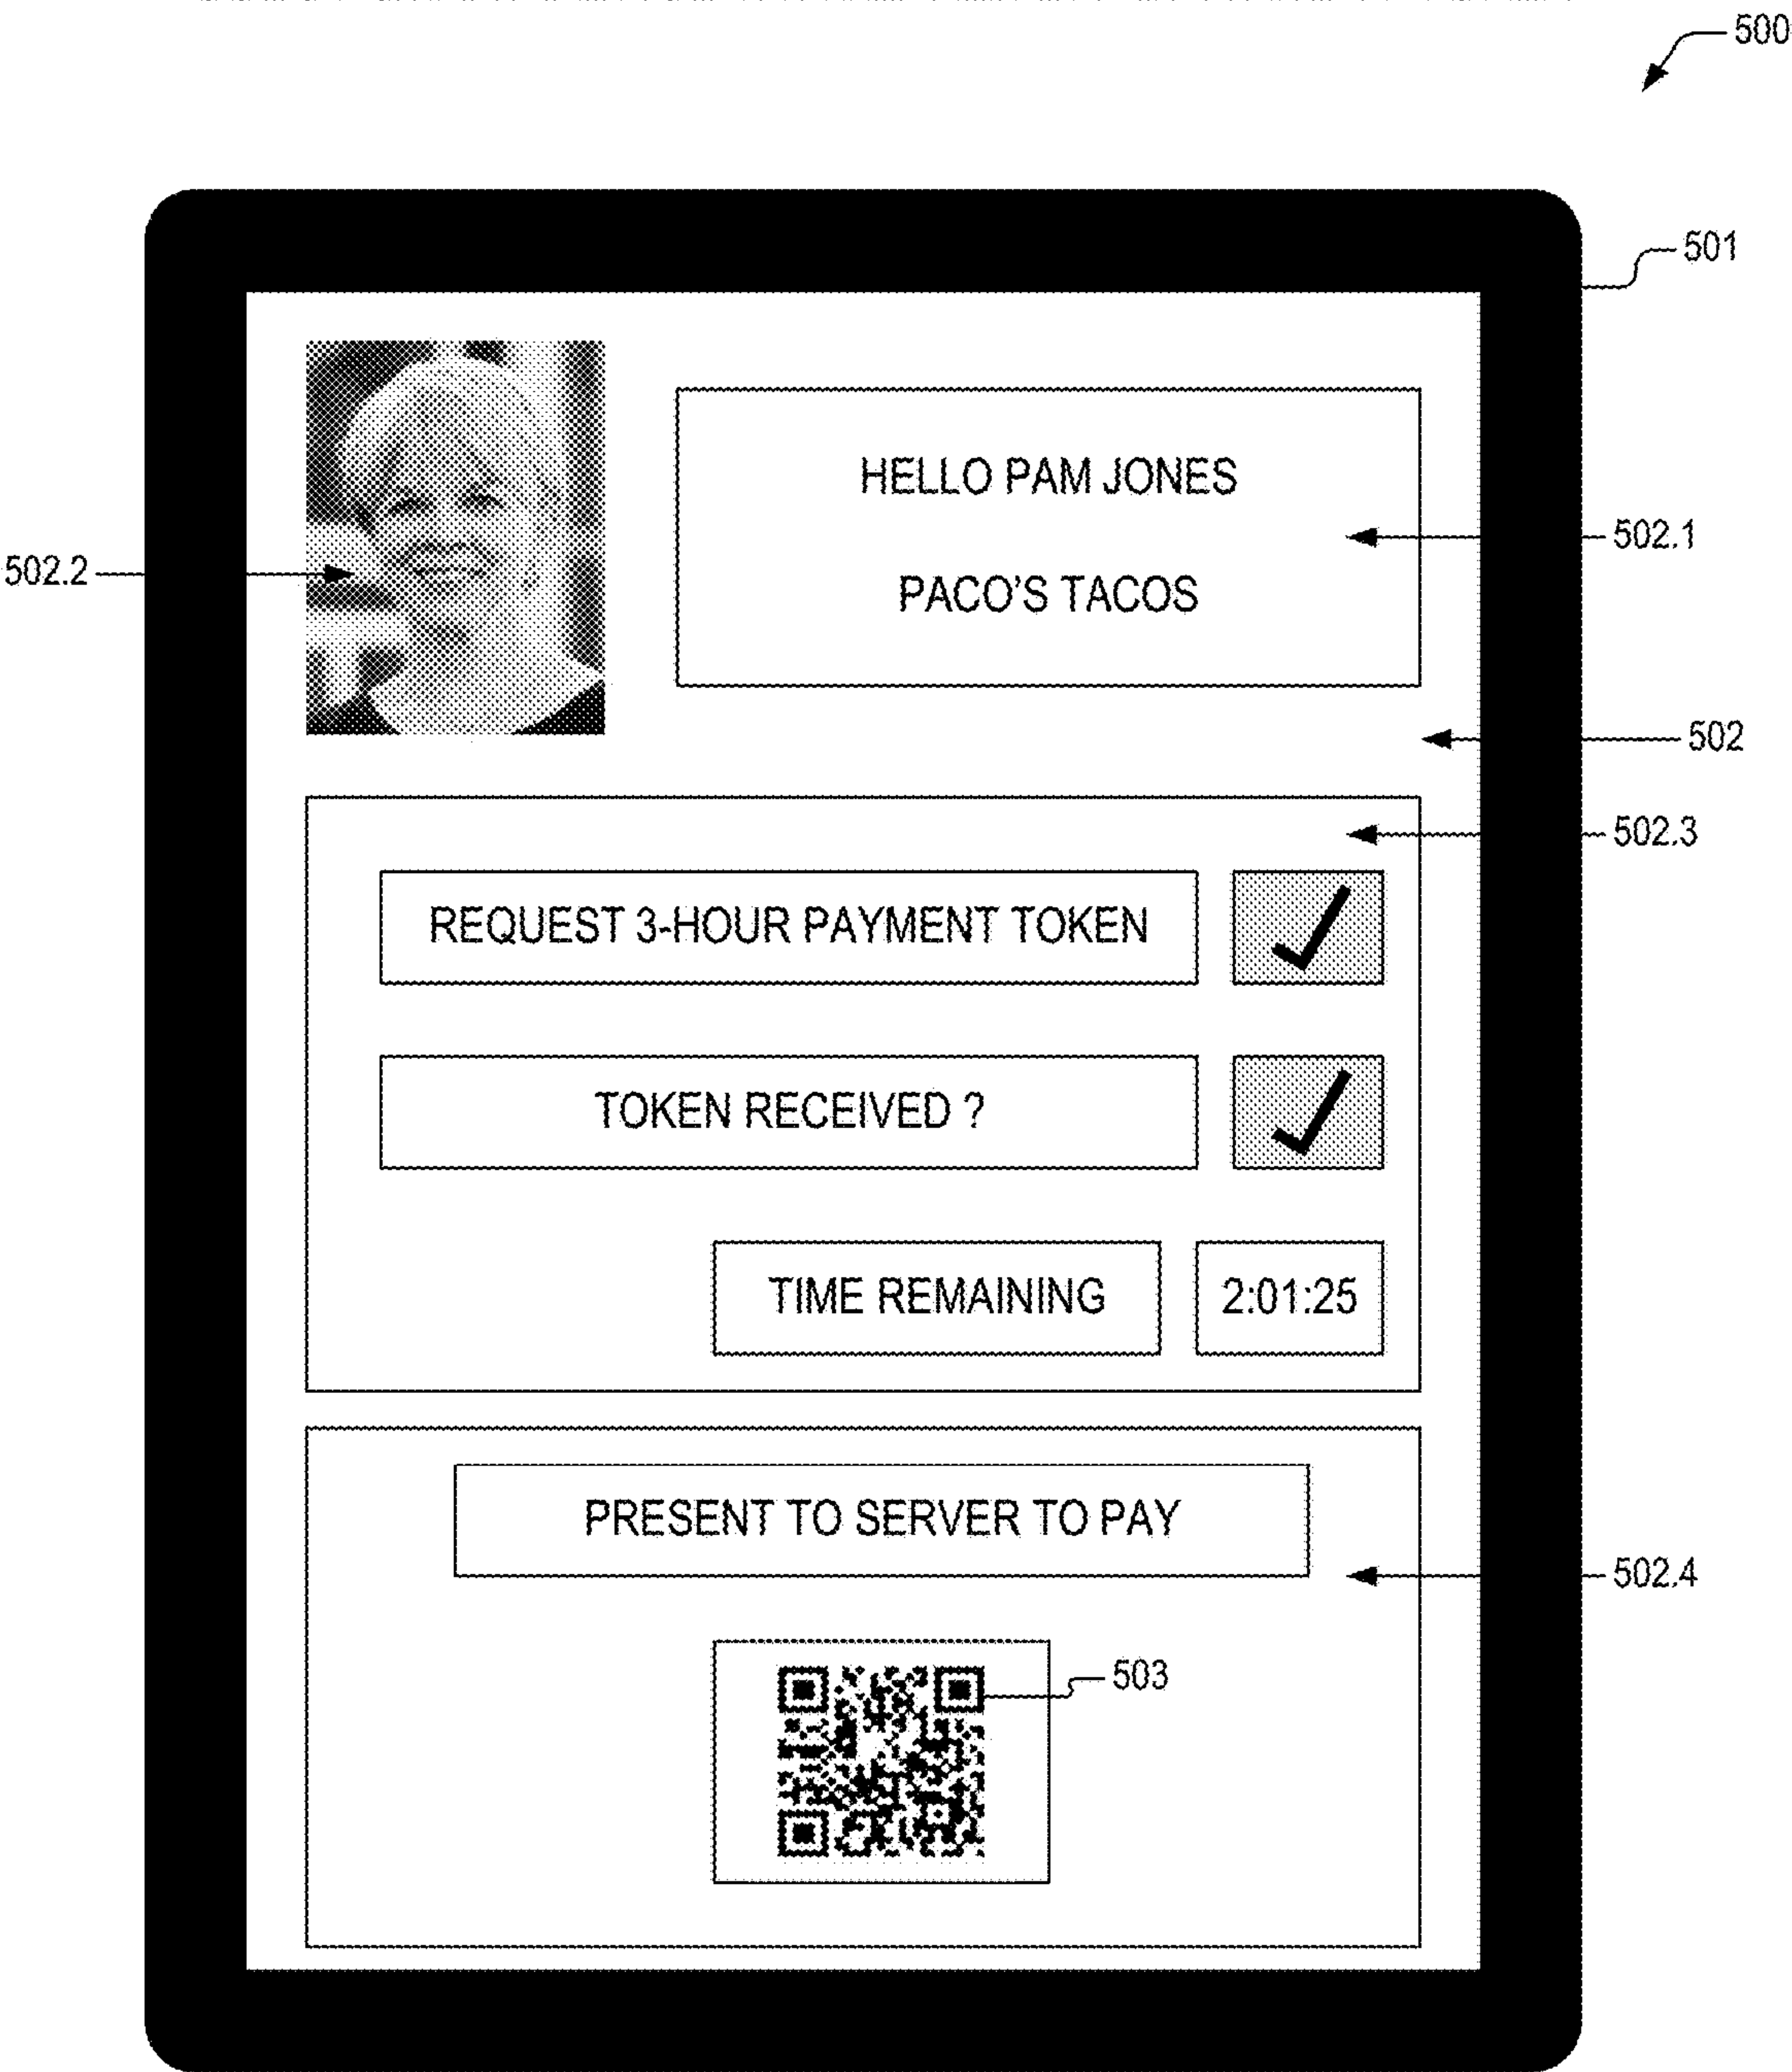 500
501
HELLO PAM JONES
502.1
502.2
PACO'S TACOS
502
502.3
REQUEST 3-HOUR PAYMENT TOKEN
TOKEN RECEIVED ?
TIME REMAINING 2:01:25
PRESENT TO SERVER TO PAY
502.4
503